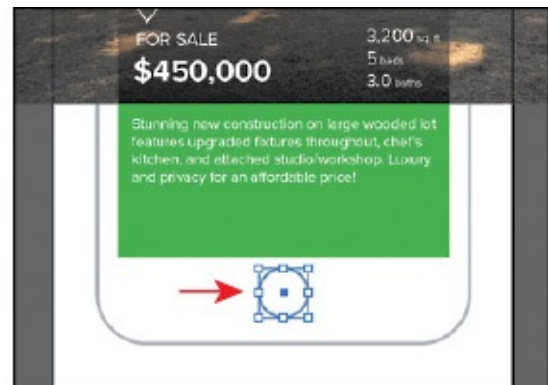 FOR SALE
$450,000
3,200 sq ft
5 beds
3.0 baths
Stunning new construction on large wooded lot
features upgraded fixtures throughout, chef's
kitchen, and attached studio/workshop. Luxury
and privacy for an affordable price!